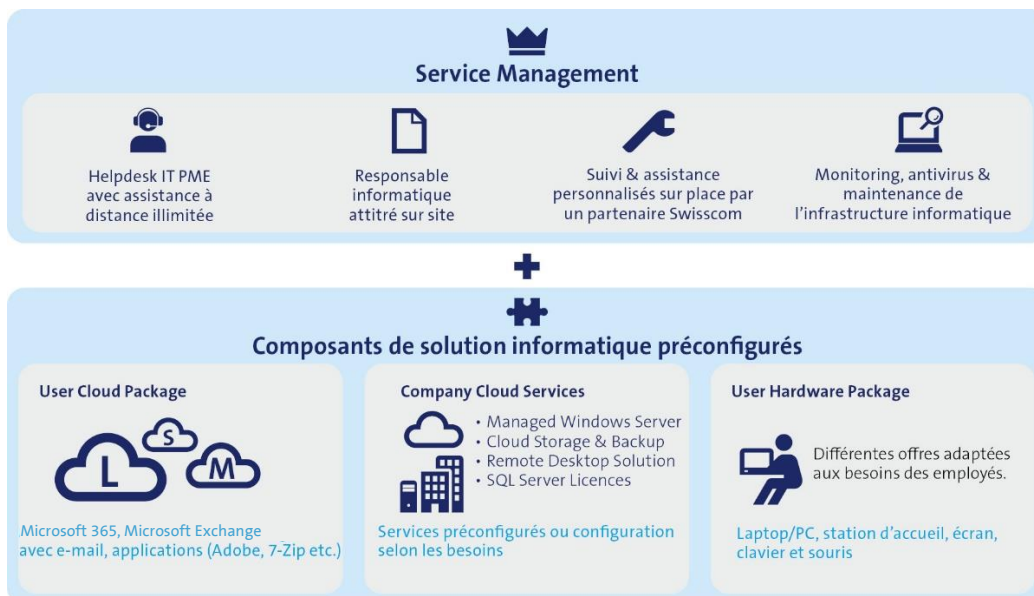 Service Management
Helpdesk IT PME
avec assistance à
distance illimitée
Responsable
informatique
attitré sur site
Suivi & assistance
personnalisés sur place par
un partenaire Swisscom
Monitoring, antivirus &
maintenance de
l'infrastructure informatique
Composants de solution informatique préconfigurés
User Cloud Package
L
S
M
Microsoft 365, Microsoft Exchange
avec e-mail, applications (Adobe, 7-Zip etc.)
Company Cloud Services
• Managed Windows Server
• Cloud Storage & Backup
• Remote Desktop Solution
• SQL Server Licences
Services préconfigurés ou configuration
selon les besoins
User Hardware Package
Différentes offres adaptées
aux besoins des employés.
Laptop/PC, station d'accueil, écran,
clavier et souris